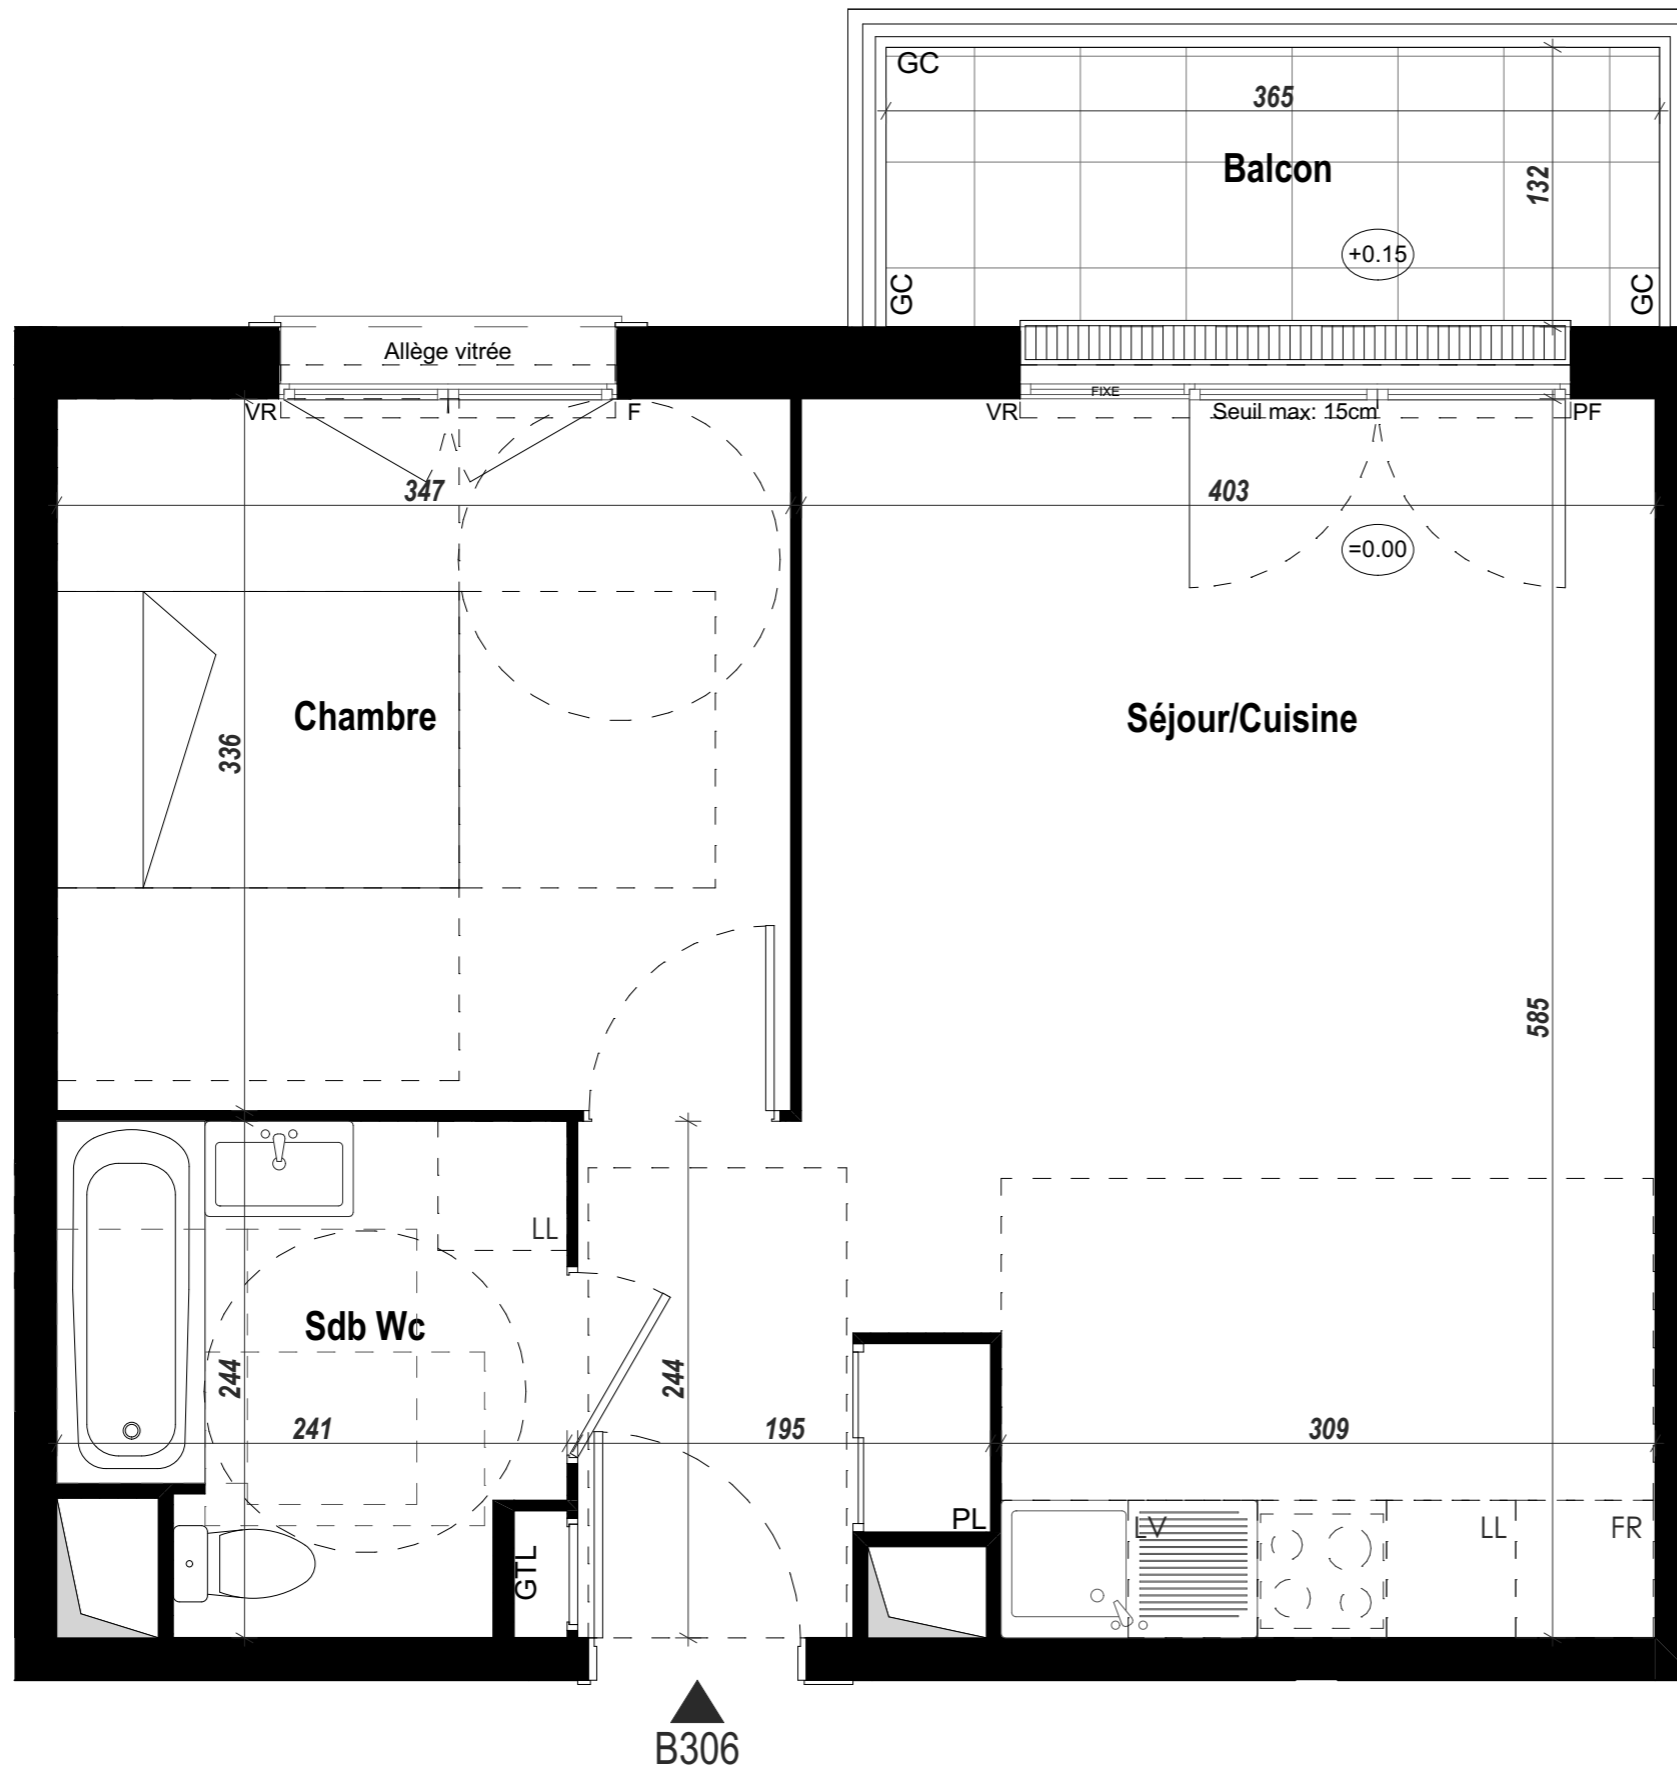 GC
365
Balcon
132
+0.15
GC
GC
Allège vitrée
FIXE
VR
F
VR
Seuil max: 15cm
PF
347
403
=0.00
Chambre
Séjour/Cuisine
336
585
LL
Sdb Wc
244
244
241
195
309
PL
LV
LL
FR
GTL
B306